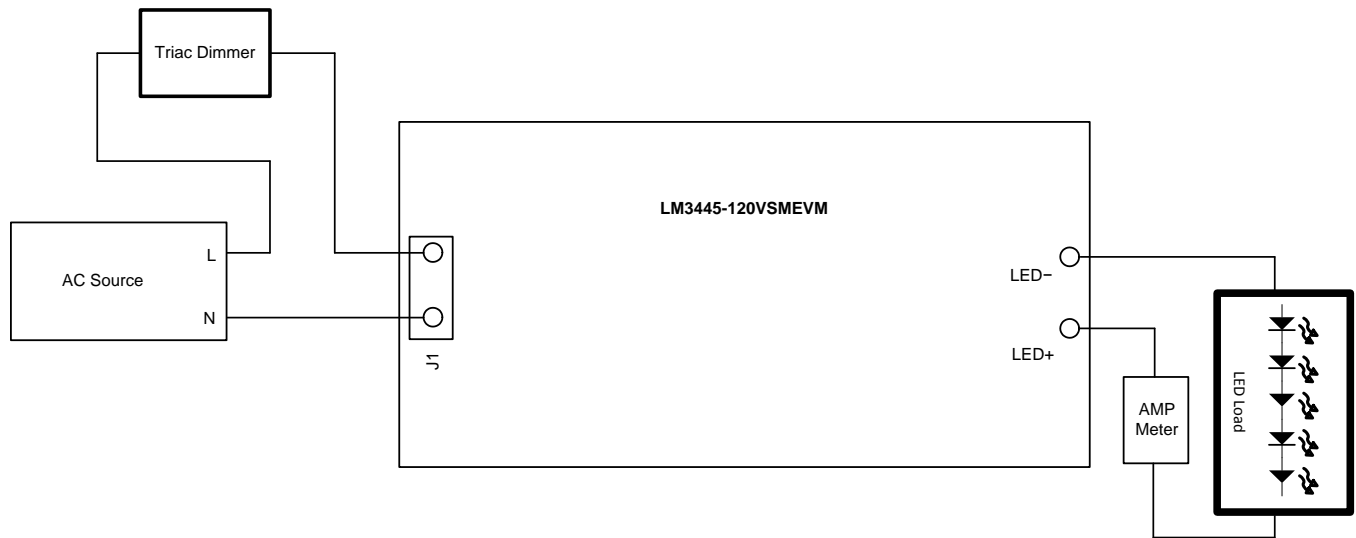 Triac Dimmer
LM3445-120VSMEVM
L
AC Source
N
J1
LED−
LED+
AMP
Meter
LED Load